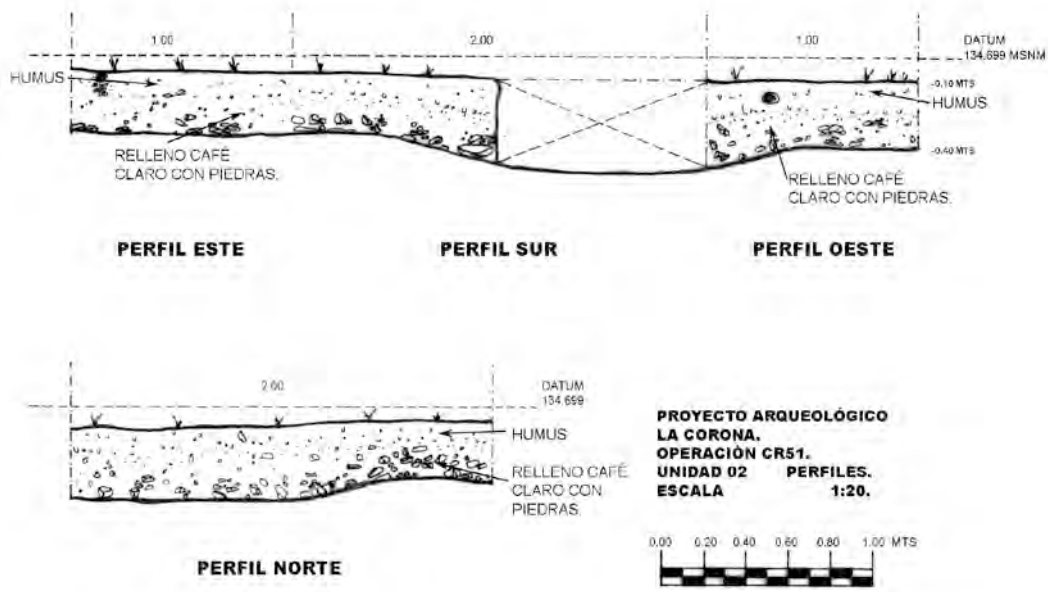 1.00
2.00
1.00
DATUM
134.699 MSNM
HUMUS
-0.10 MTS
HUMUS
RELLENO CAFÉ
CLARO CON PIEDRAS.
-0.40 MTS
RELLENO CAFÉ
CLARO CON PIEDRAS.
PERFIL ESTE
PERFIL SUR
PERFIL OESTE
2.00
DATUM
134.699
HUMUS
RELLENO CAFÉ
CLARO CON
PIEDRAS.
PERFIL NORTE
PROYECTO ARQUEOLÓGICO
LA CORONA.
OPERACIÓN CR51.
UNIDAD 02 PERFILES.
ESCALA 1:20.
0.00 0.20 0.40 0.60 0.80 1.00 MTS